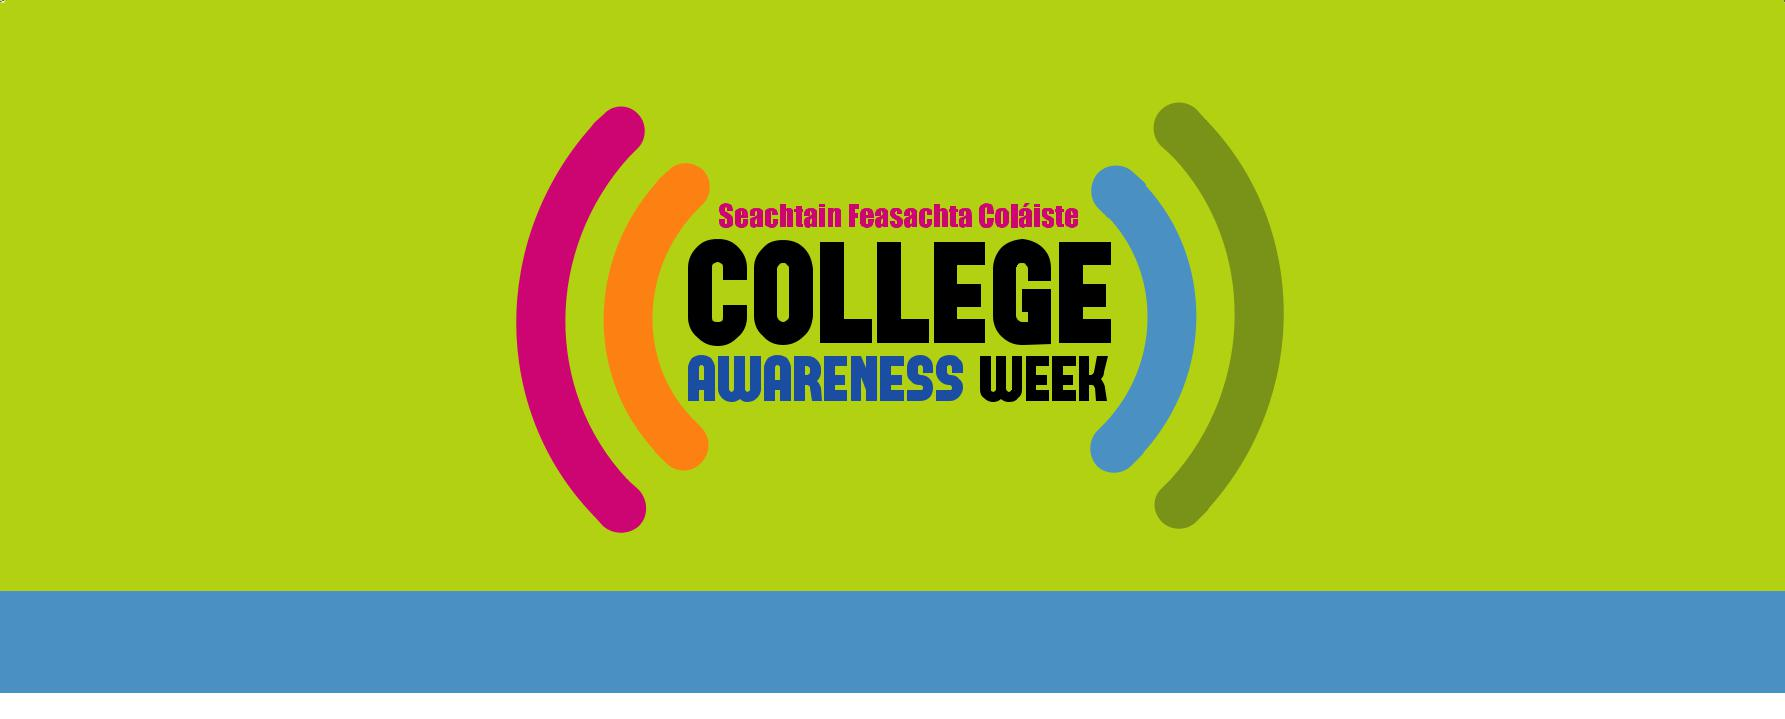 Seachtain Feasachta Coláiste
COLLEGE
AWARENESS WEEK